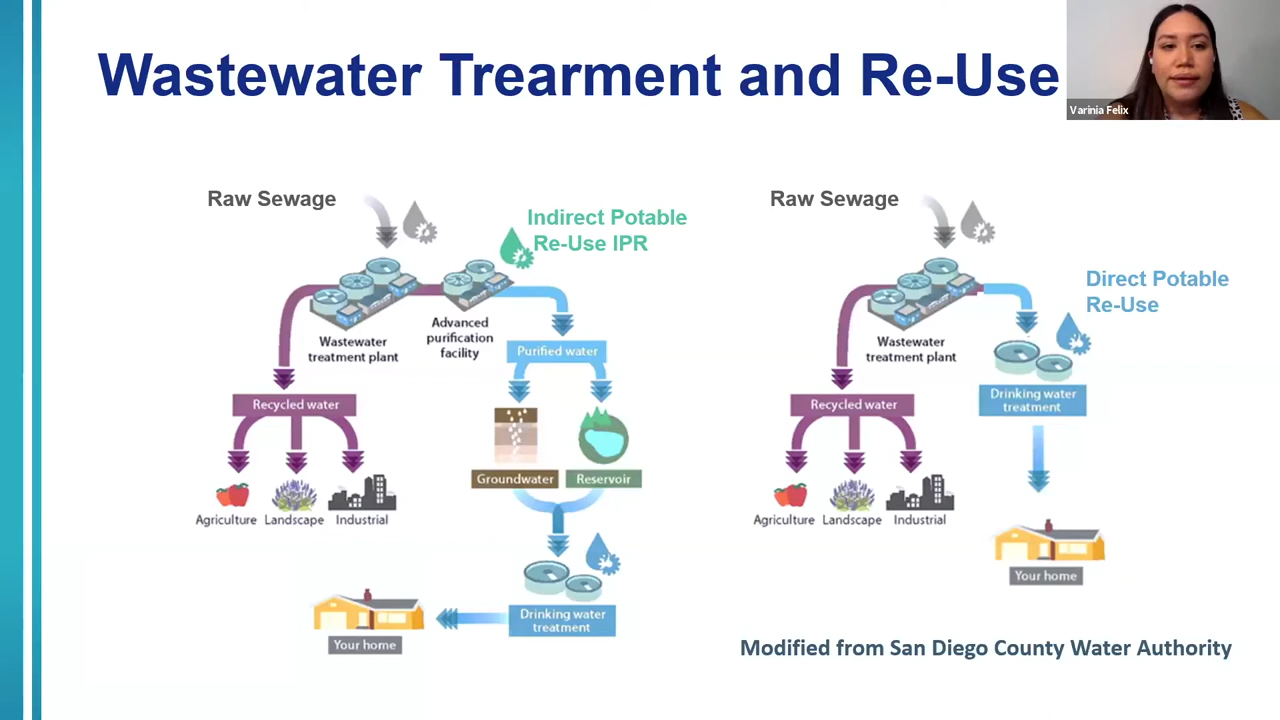 Wastewater Trearment and Re-Use
Varinia Felix
Raw Sewage
Indirect Potable
Re-Use IPR
Wastewater
treatment plant
Advanced
purification
facility
Purified water
Recycled water
Groundwater
Reservoir
Agriculture
Landscape
Industrial
Drinking water
treatment
Your home
Raw Sewage
Direct Potable
Re-Use
Wastewater
treatment plant
Drinking water
treatment
Recycled water
Agriculture
Landscape
Industrial
Your home
Modified from San Diego County Water Authority